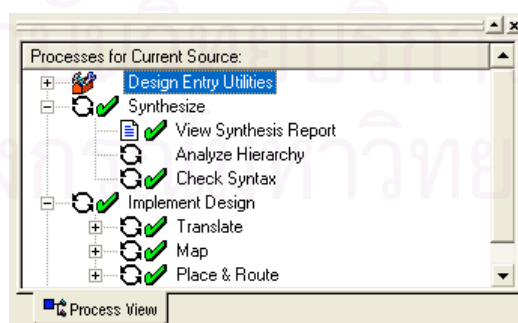 Processes for Current Source:
Design Entry Utilities
Synthesize
View Synthesis Report
Analyze Hierarchy
Check Syntax
Implement Design
Translate
Map
Place & Route
Process View